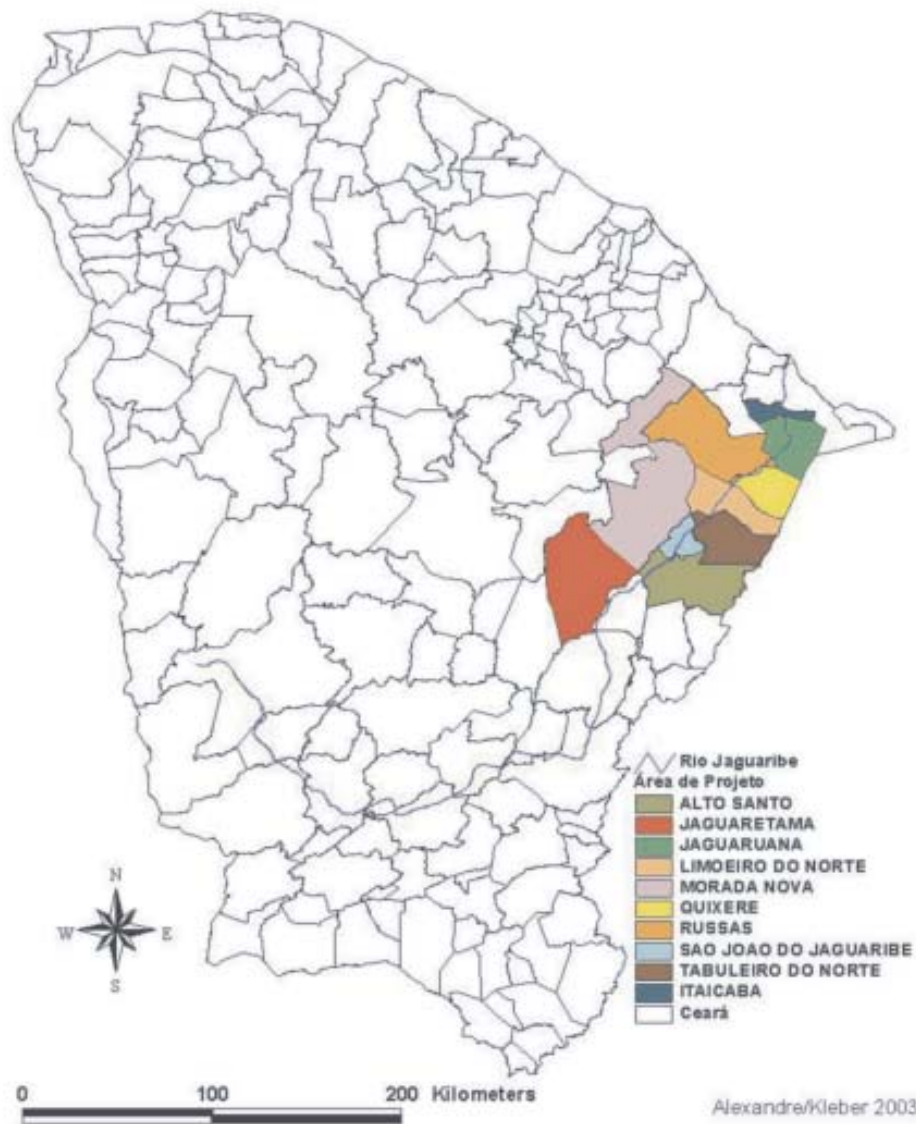 Rio Jaguaribe
Área de Projeto
ALTO SANTO
JAGUARETAMA
JAGUARUANA
LIMOEIRO DO NORTE
MORADA NOVA
QUIXERE
RUSSAS
SAO JOAO DO JAGUARIBE
TABULEIRO DO NORTE
ITAICABA
Ceará
N
W E
S
0 100 200 Kilometers
Alexandre/Kleber 2003